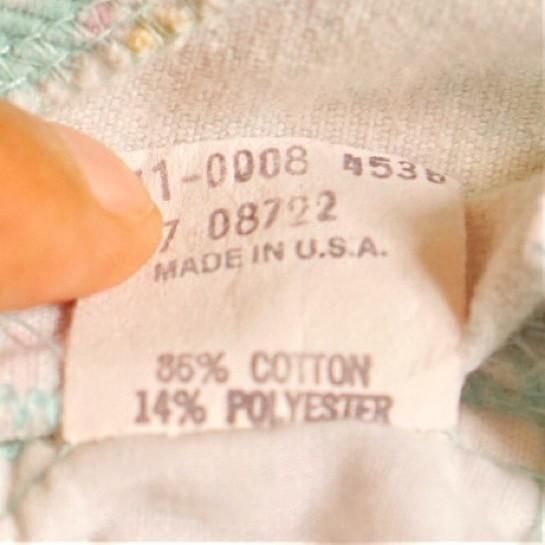 1-0008 4536
7 08722
MADE IN U.S.A.
86% COTTON
14% POLYESTER